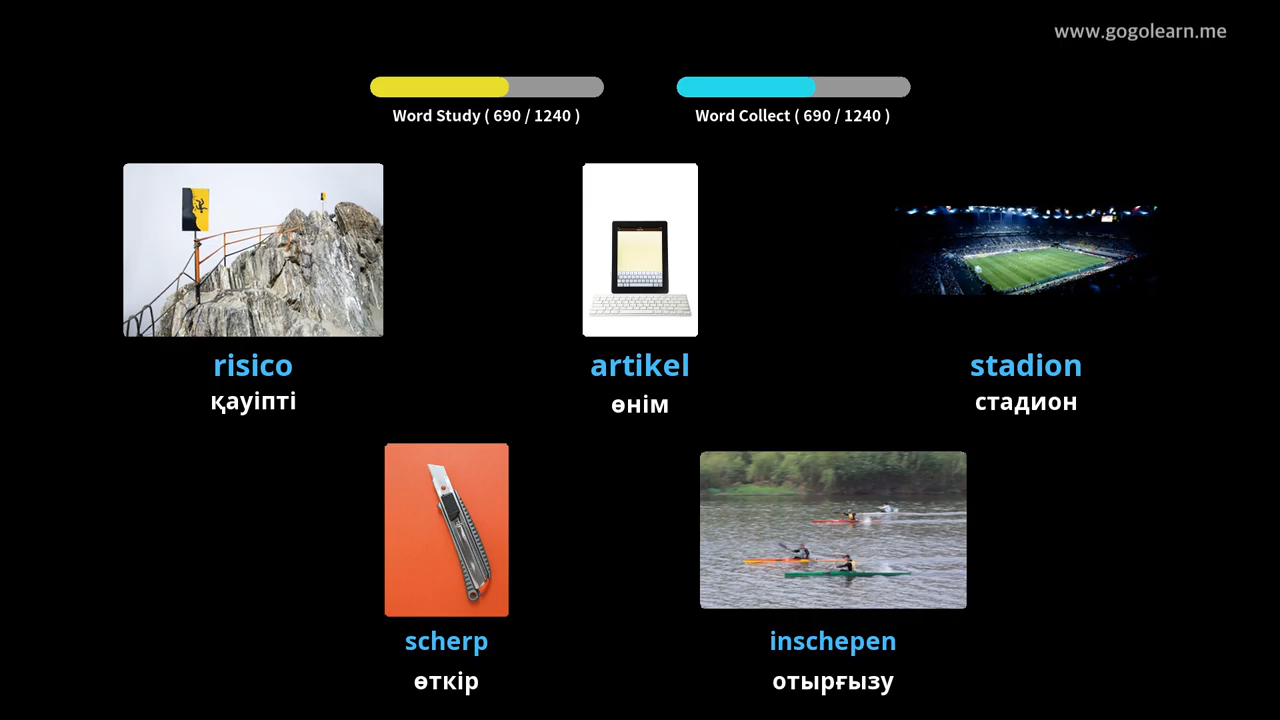 www.gogolearn.me
Word Study ( 690 / 1240 )
Word Collect ( 690 / 1240 )
risico
artikel
stadion
қауіпті
өнім
стадион
scherp
inschepen
өткір
отырғызу